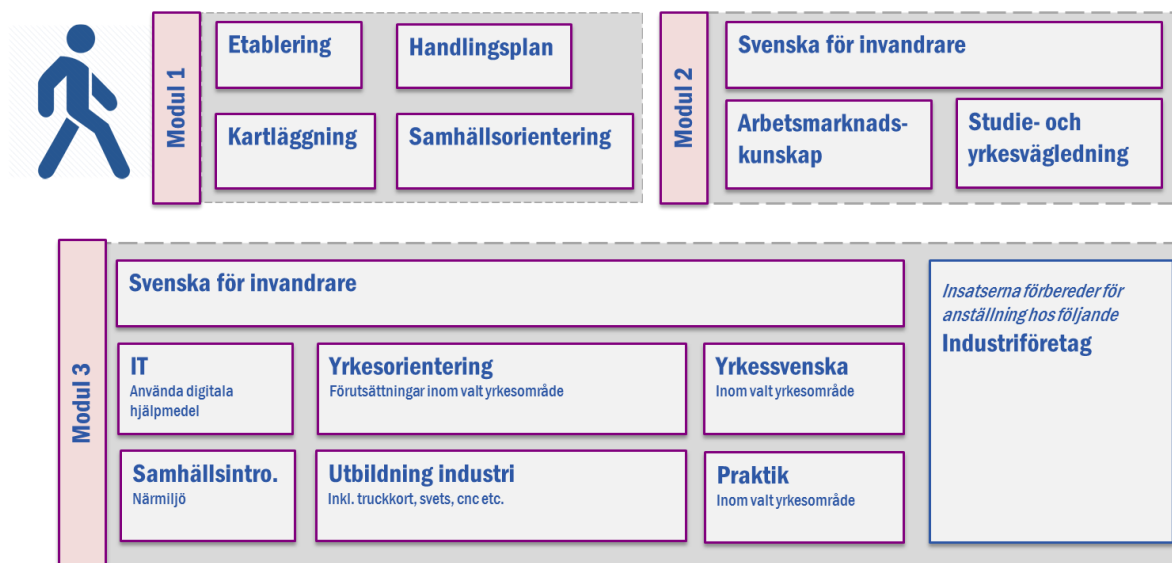 Modul 1
Etablering
Handlingsplan
Kartläggning
Samhällsorientering
Modul 2
Svenska för invandrare
Arbetsmarknads-
kunskap
Studie- och
yrkesvägledning
Modul 3
Svenska för invandrare
IT
Använda digitala
hjälpmedel
Yrkesorientering
Förutsättningar inom valt yrkesområde
Yrkessvenska
Inom valt yrkesområde
Samhällsintro.
Närmiljö
Utbildning industri
Inkl. truckkort, svets, cnc etc.
Praktik
Inom valt yrkesområde
Insatserna förbereder för
anställning hos följande
Industriföretag